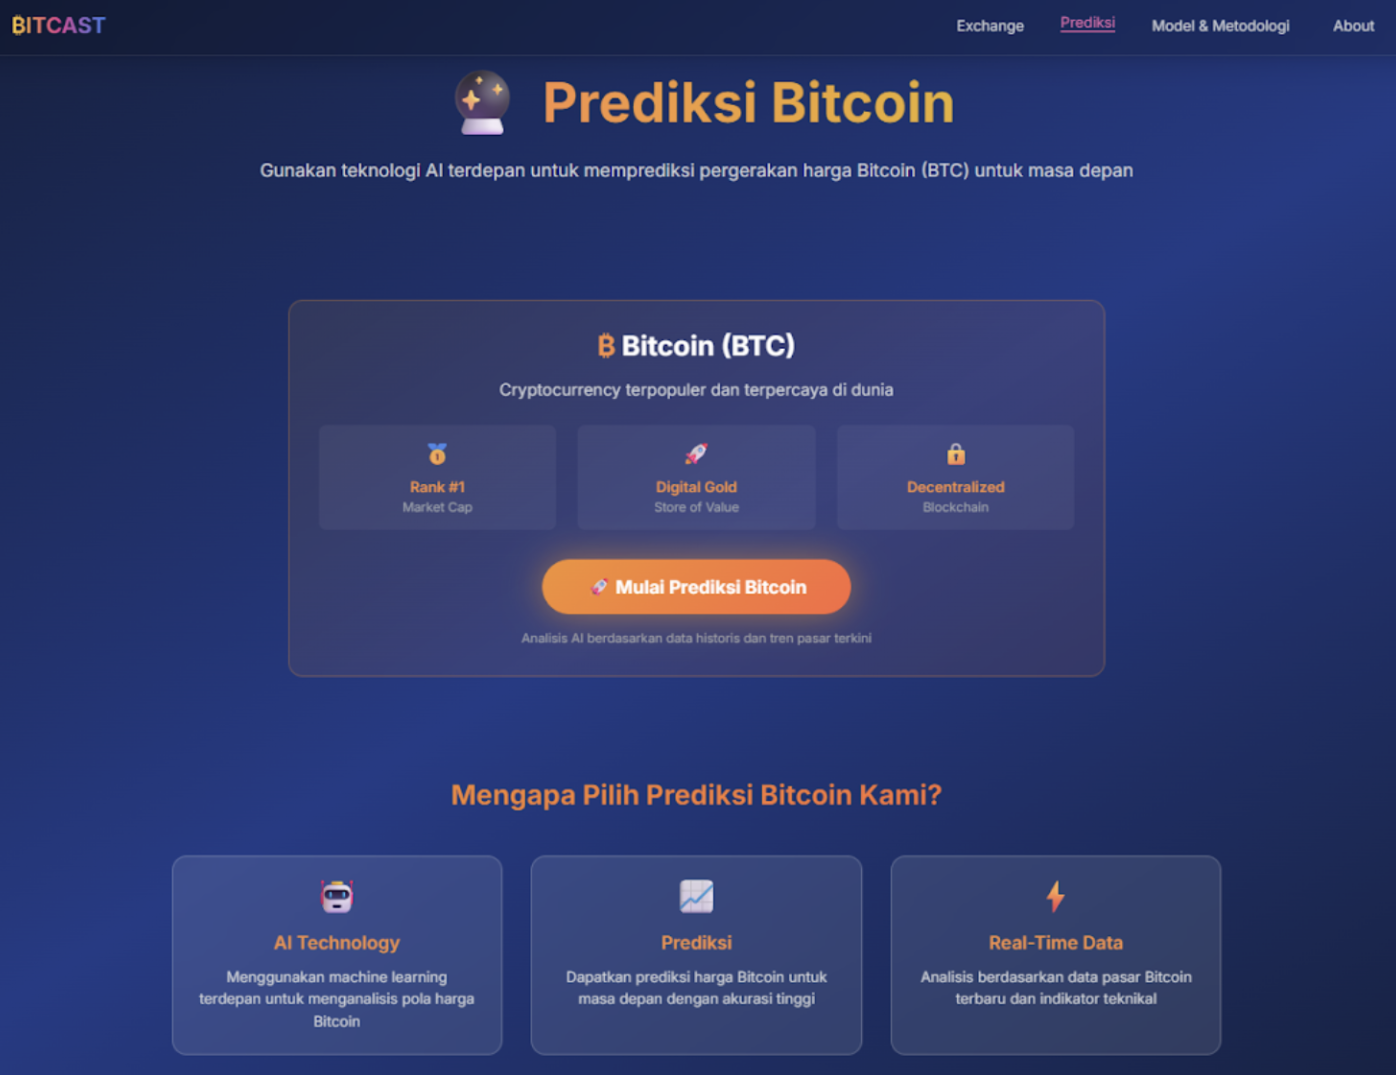 ₿ITCAST
Exchange
Prediksi
Model & Metodologi
About
Prediksi Bitcoin
Gunakan teknologi AI terdepan untuk memprediksi pergerakan harga Bitcoin (BTC) untuk masa depan
₿ Bitcoin (BTC)
Cryptocurrency terpopuler dan terpercaya di dunia
Rank #1
Market Cap
Digital Gold
Store of Value
Decentralized
Blockchain
Mulai Prediksi Bitcoin
Analisis AI berdasarkan data historis dan tren pasar terkini
Mengapa Pilih Prediksi Bitcoin Kami?
AI Technology
Menggunakan machine learning
terdepan untuk menganalisis pola harga
Bitcoin
Prediksi
Dapatkan prediksi harga Bitcoin untuk
masa depan dengan akurasi tinggi
Real-Time Data
Analisis berdasarkan data pasar Bitcoin
terbaru dan indikator teknikal